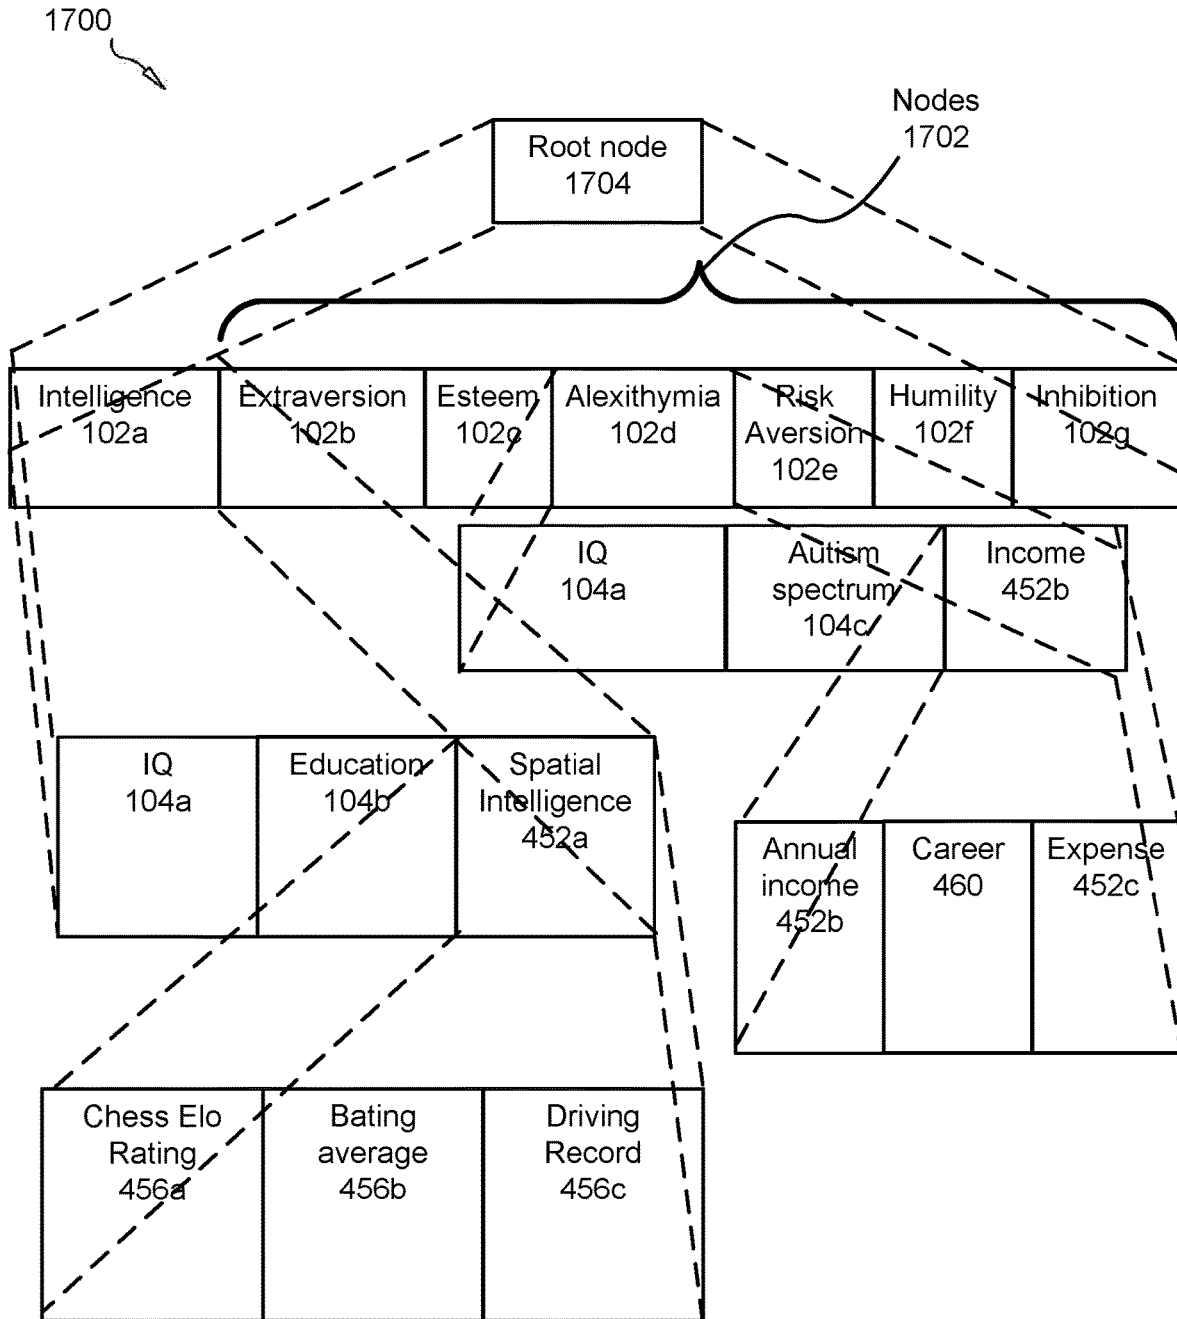 1700
Nodes
1702
Root node
1704
Intelligence
102a
Extraversion
102b
Esteem
102c
Alexithymia
102d
Risk
Aversion
102e
Humility
102f
Inhibition
102g
IQ
104a
Autism
spectrum
104c
Income
452b
IQ
104a
Education
104b
Spatial
Intelligence
452a
Annual
income
452b
Career
460
Expense
452c
Chess Elo
Rating
456a
Bating
average
456b
Driving
Record
456c